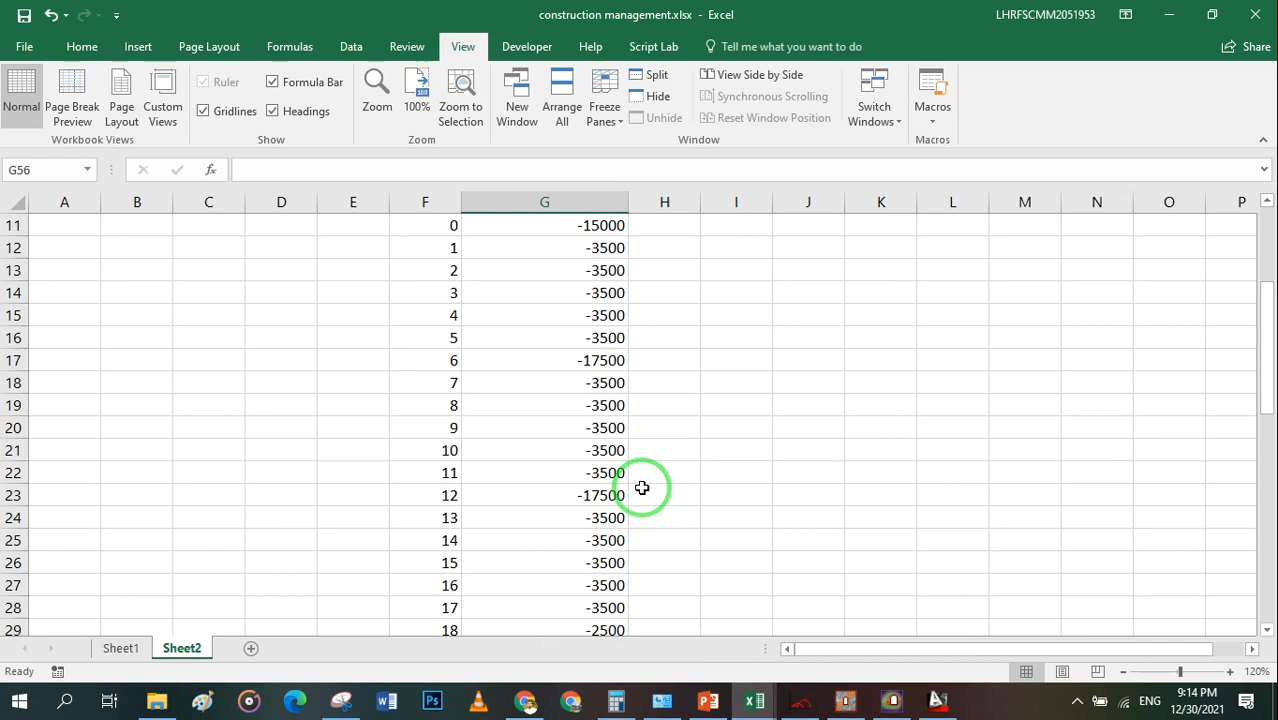 construction management.xlsx - Excel
LHRFSCMM2051953
File Home Insert Page Layout Formulas Data Review View Developer Help Script Lab Tell me what you want to do Share
Normal
Page Break Preview
Page Layout
Custom Views
Workbook Views
Ruler
Formula Bar
Gridlines
Headings
Show
Zoom
100%
Zoom to Selection
Zoom
New Window
Arrange All
Freeze Panes
Split
Hide
Unhide
View Side by Side
Synchronous Scrolling
Reset Window Position
Window
Switch Windows
Macros
Macros
G56 fx
A B C D E F G H I J K L M N O P
11 0 -15000
12 1 -3500
13 2 -3500
14 3 -3500
15 4 -3500
16 5 -3500
17 6 -17500
18 7 -3500
19 8 -3500
20 9 -3500
21 10 -3500
22 11 -3500
23 12 -17500
24 13 -3500
25 14 -3500
26 15 -3500
27 16 -3500
28 17 -3500
29 18 -2500
Sheet1 Sheet2
Ready 120%
ENG
9:14 PM
12/30/2021